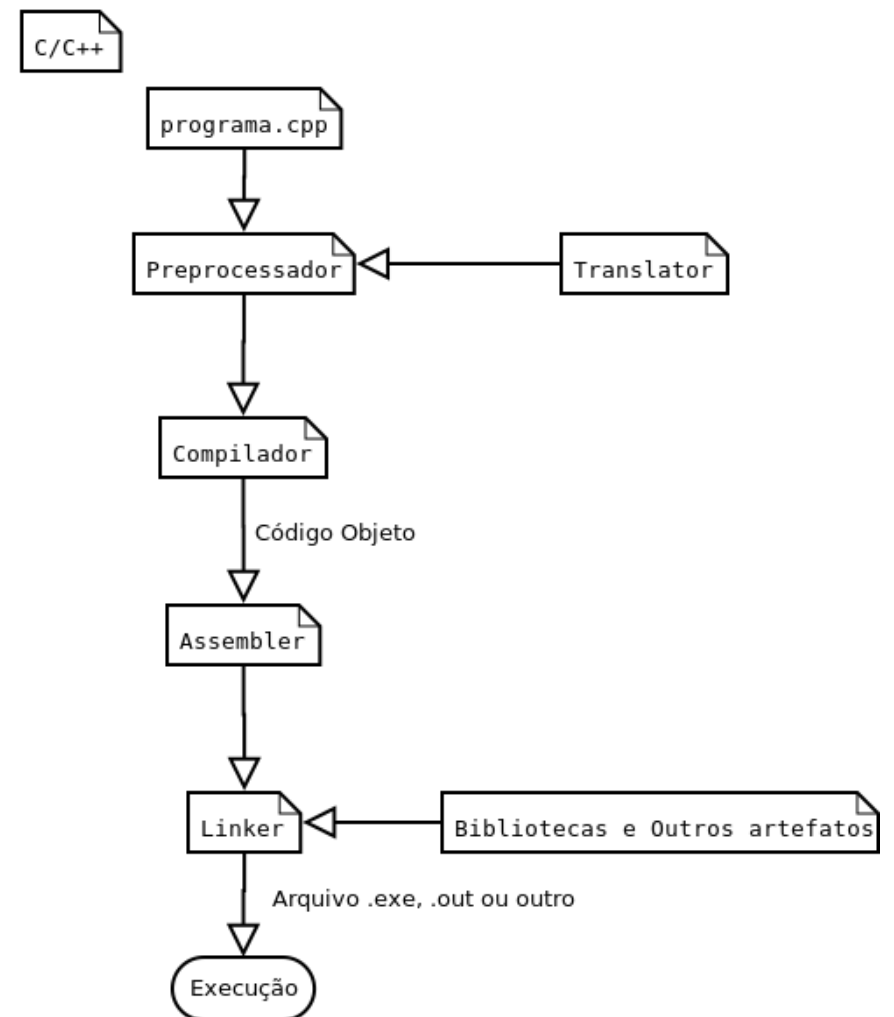 C/C++
programa.cpp
Preprocessador
Translator
Compilador
Código Objeto
Assembler
Linker
Bibliotecas e Outros artefatos
Arquivo .exe, .out ou outro
Execução